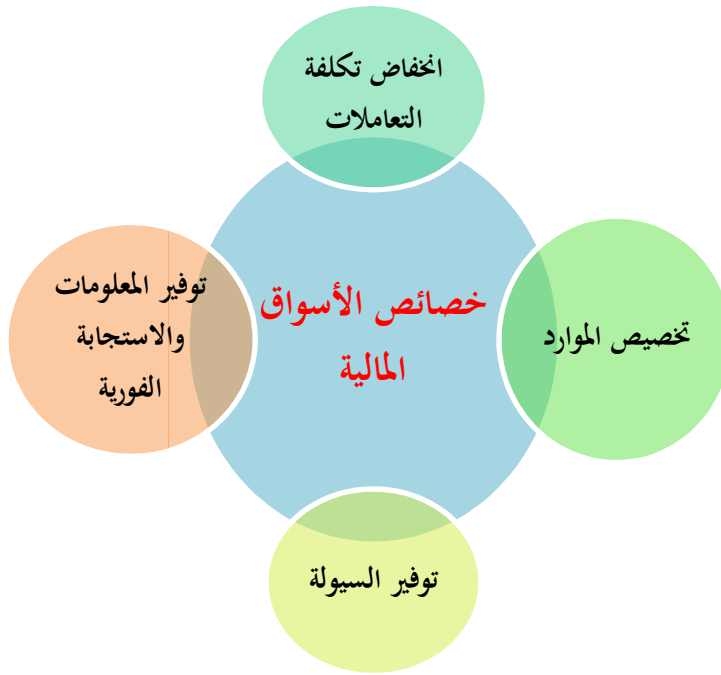 انخفاض تكلفة
التعاملات
خصائص الأسواق
المالية
تخصيص الموارد
توفير السيولة
توفير المعلومات
والاستجابة
الفورية